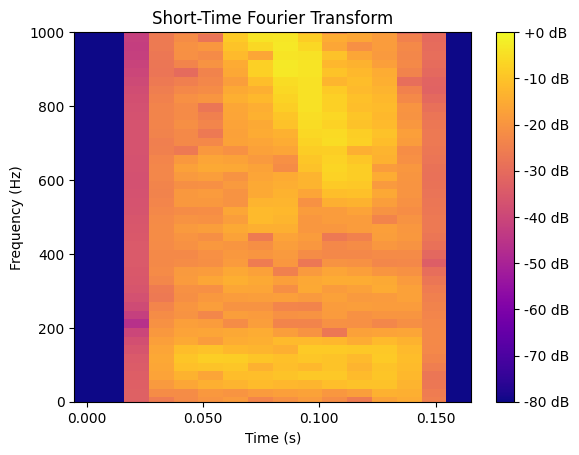 Short-Time Fourier Transform
Frequency (Hz)
1000
800
600
400
200
0
0.000 0.050 0.100 0.150
Time (s)
+0 dB
-10 dB
-20 dB
-30 dB
-40 dB
-50 dB
-60 dB
-70 dB
-80 dB